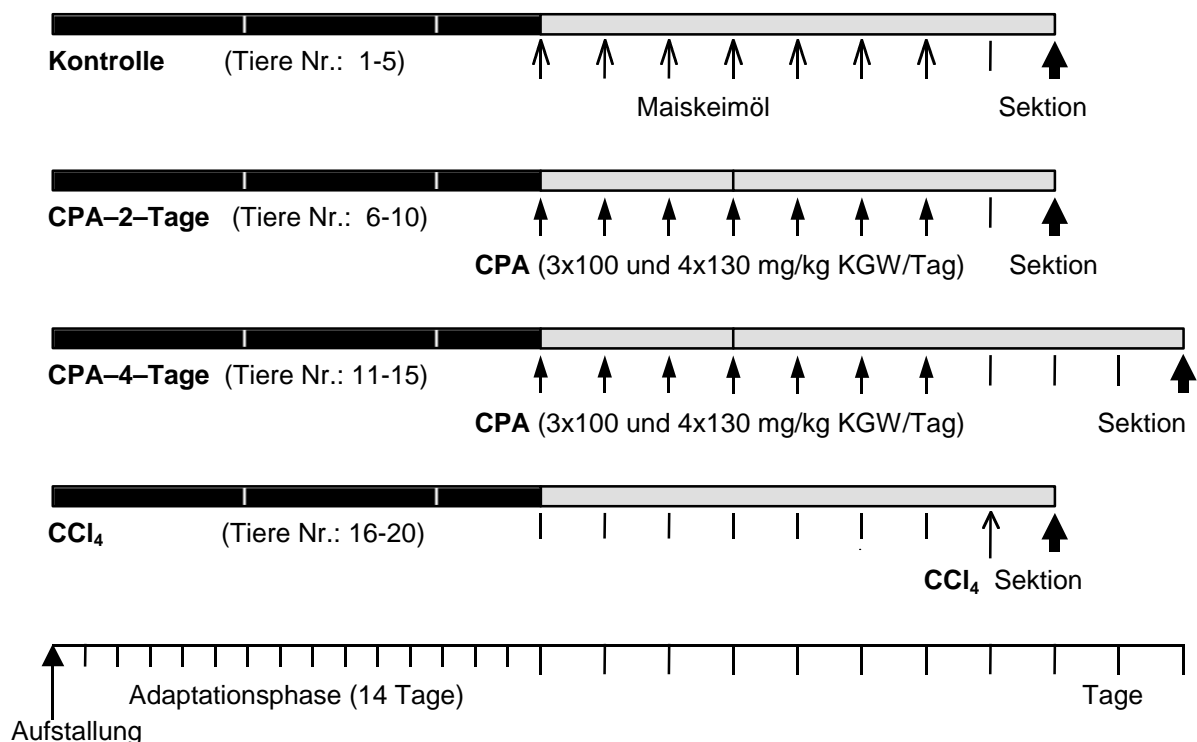 Kontrolle (Tiere Nr.: 1-5)
Maiskeimöl Sektion
CPA–2–Tage (Tiere Nr.: 6-10)
CPA (3x100 und 4x130 mg/kg KGW/Tag) Sektion
CPA–4–Tage (Tiere Nr.: 11-15)
CPA (3x100 und 4x130 mg/kg KGW/Tag) Sektion
CCl₄ (Tiere Nr.: 16-20)
CCl₄ Sektion
Adaptationsphase (14 Tage) Tage
Aufstallung